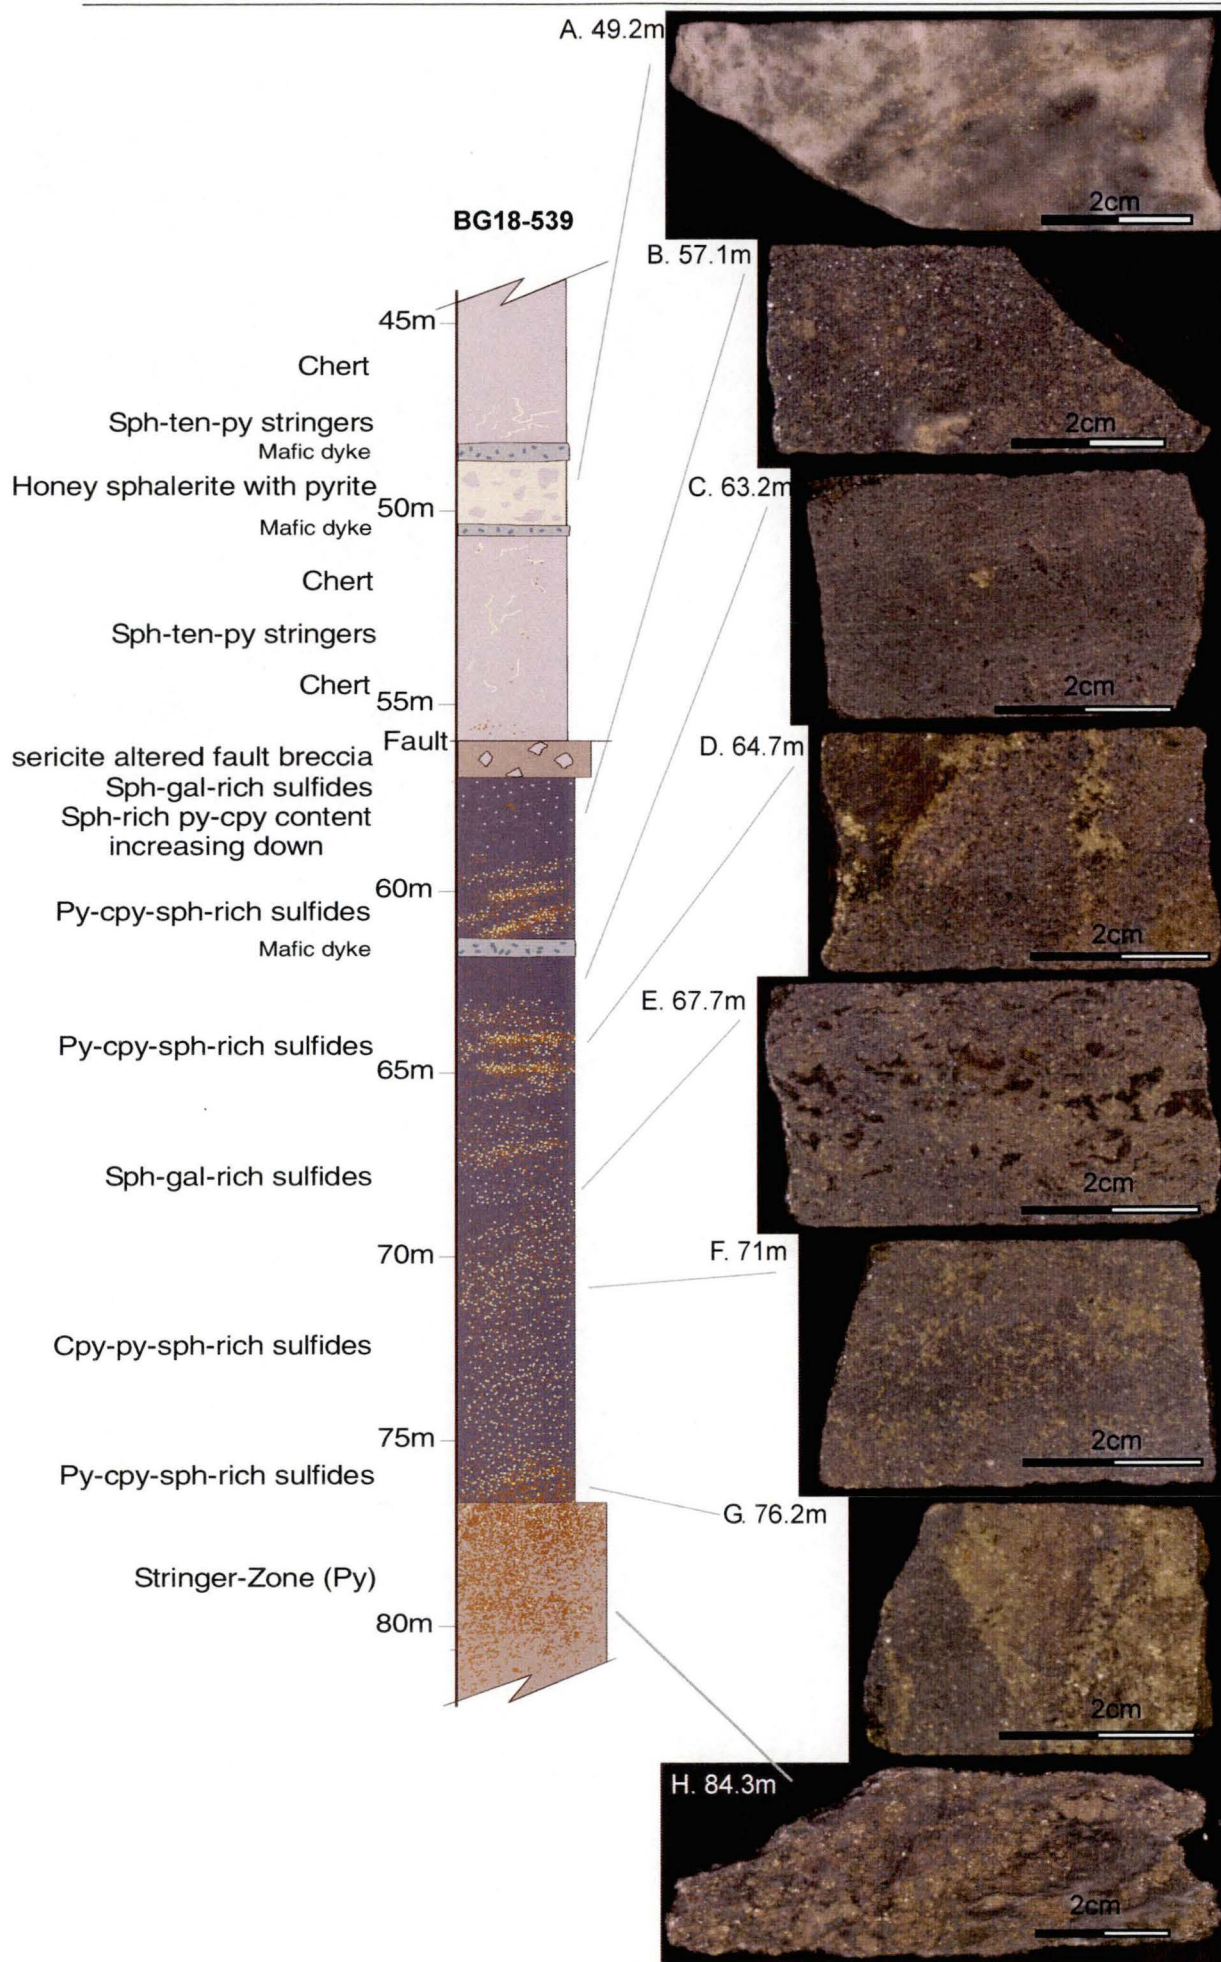 A. 49.2m
2cm
BG18-539
B. 57.1m
45m
Chert
2cm
Sph-ten-py stringers
Mafic dyke
Honey sphalerite with pyrite
C. 63.2m
50m
Mafic dyke
Chert
Sph-ten-py stringers
Chert
2cm
55m
Fault
D. 64.7m
sericite altered fault breccia
Sph-gal-rich sulfides
Sph-rich py-cpy content
increasing down
60m
Py-cpy-sph-rich sulfides
2cm
Mafic dyke
E. 67.7m
Py-cpy-sph-rich sulfides
65m
Sph-gal-rich sulfides
2cm
F. 71m
70m
Cpy-py-sph-rich sulfides
75m
2cm
Py-cpy-sph-rich sulfides
G. 76.2m
Stringer-Zone (Py)
80m
2cm
H. 84.3m
2cm